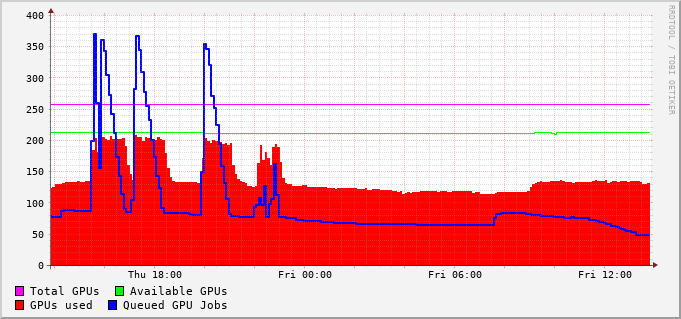 400
350
300
250
200
150
100
50
0
Thu 18:00 Fri 00:00 Fri 06:00 Fri 12:00
Total GPUs Available GPUs
GPUs used Queued GPU Jobs
RRDTOOL / TOBI OETIKER